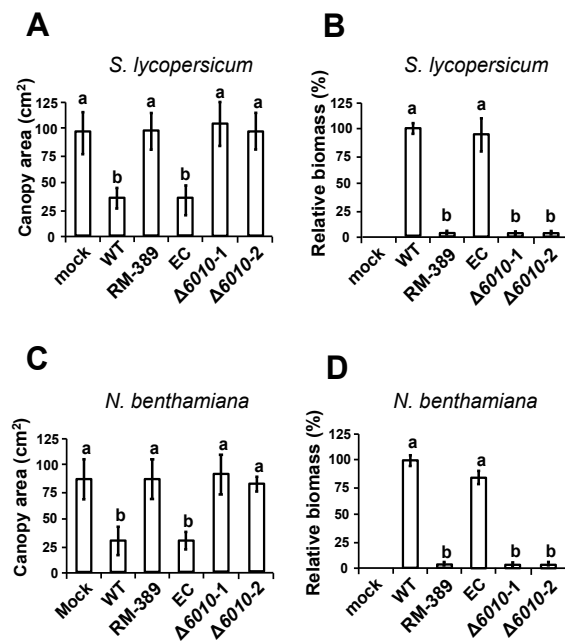 A
S. lycopersicum
Canopy area (cm²)
125
100
75
50
25
0
a
b
a
b
a
a
mock
WT
RM-389
EC
Δ6010-1
Δ6010-2
B
S. lycopersicum
Relative biomass (%)
125
100
75
50
25
0
a
b
a
b
b
mock
WT
RM-389
EC
Δ6010-1
Δ6010-2
C
N. benthamiana
Canopy area (cm²)
125
100
75
50
25
0
a
b
a
b
a
a
Mock
WT
RM-389
EC
Δ6010-1
Δ6010-2
D
N. benthamiana
Relative biomass (%)
125
100
75
50
25
0
a
b
a
b
b
mock
WT
RM-389
EC
Δ6010-1
Δ6010-2